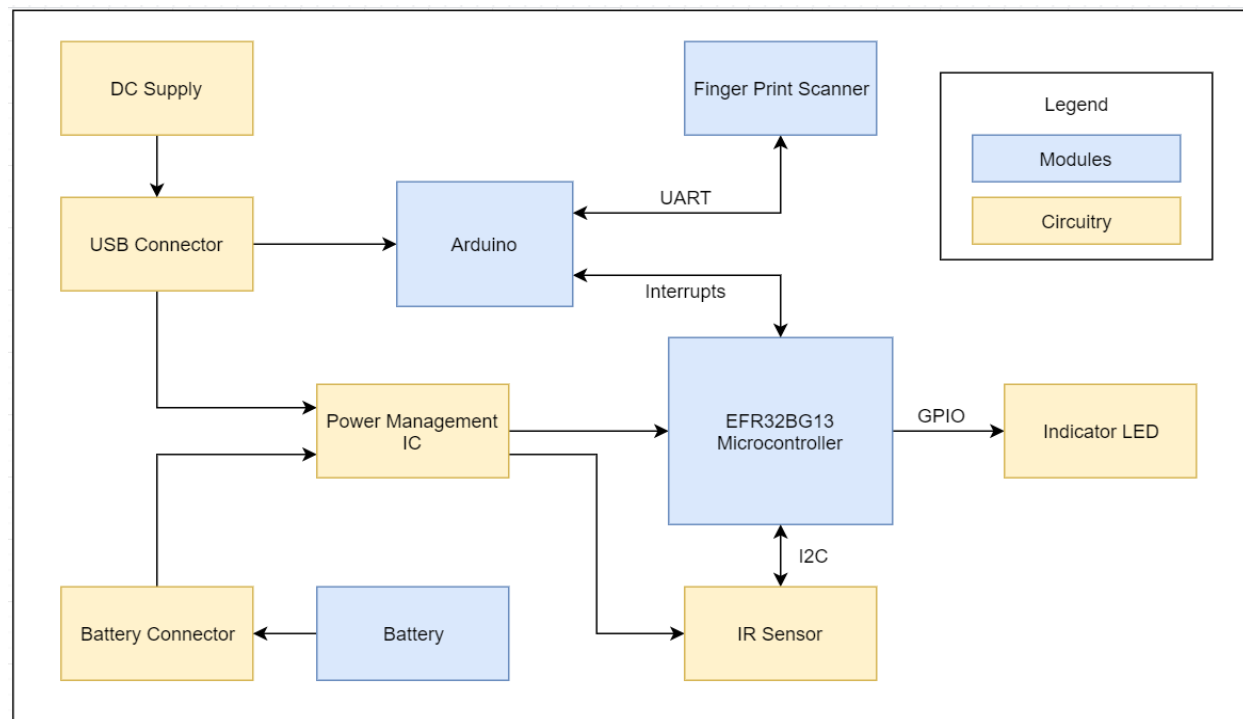 DC Supply
Finger Print Scanner
Legend
Modules
Circuitry
USB Connector
Arduino
UART
Interrupts
Power Management
IC
EFR32BG13
Microcontroller
GPIO
Indicator LED
I2C
Battery Connector
Battery
IR Sensor